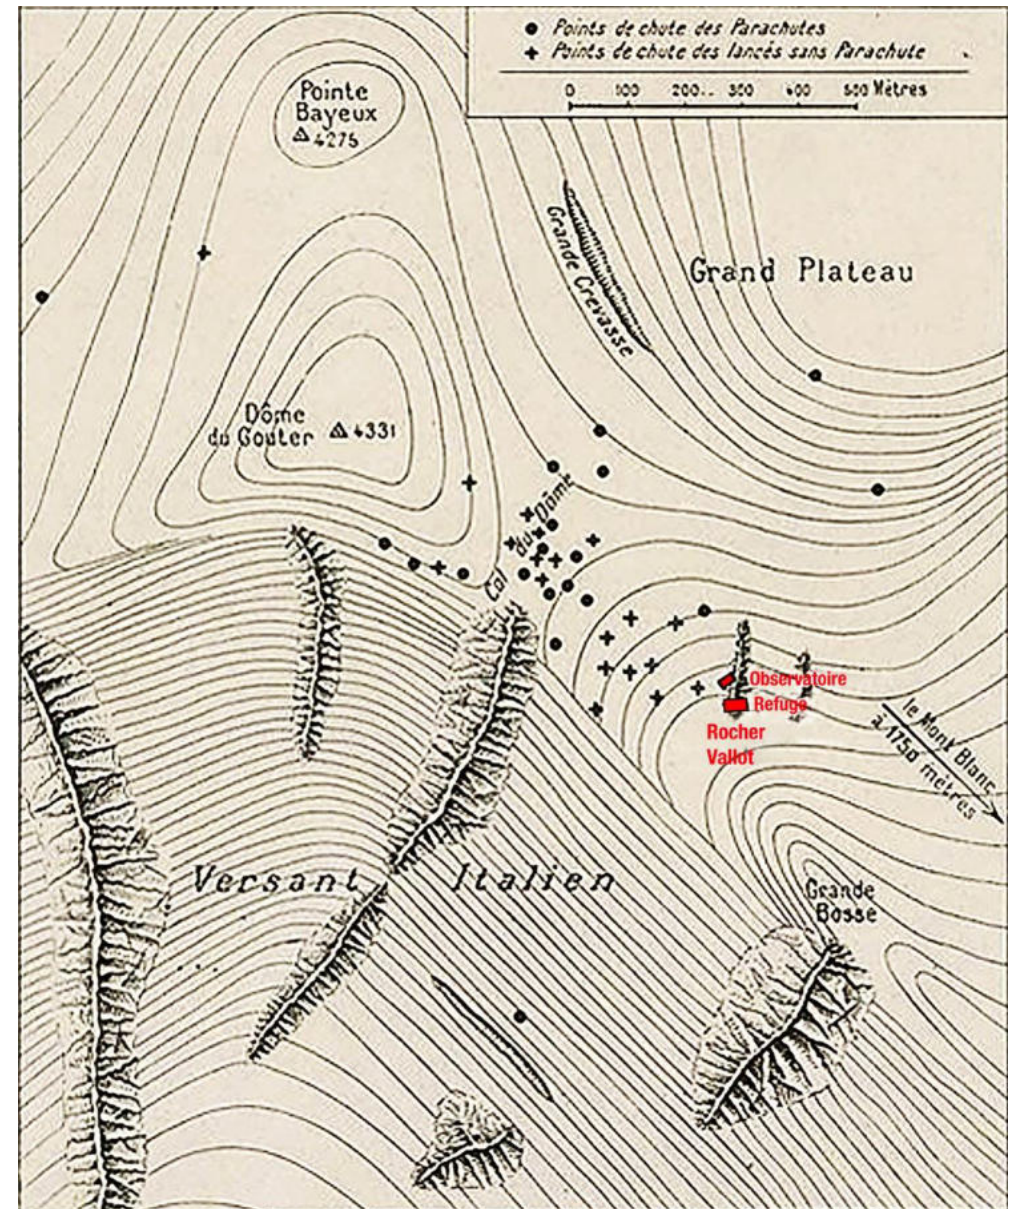 Points de chute des Parachutes
Points de chute des lancés sans Parachute
0 100 200 300 400 500 Mètres
Pointe
Bayeux
4275
Grande Crevasse
Grand Plateau
Dôme
du Gouter 4331
Col du Dôme
Observatoire
Refuge
Rocher
Vallot
le Mont Blanc
à 1750 mètres
Versant Italien
Grande
Bosse